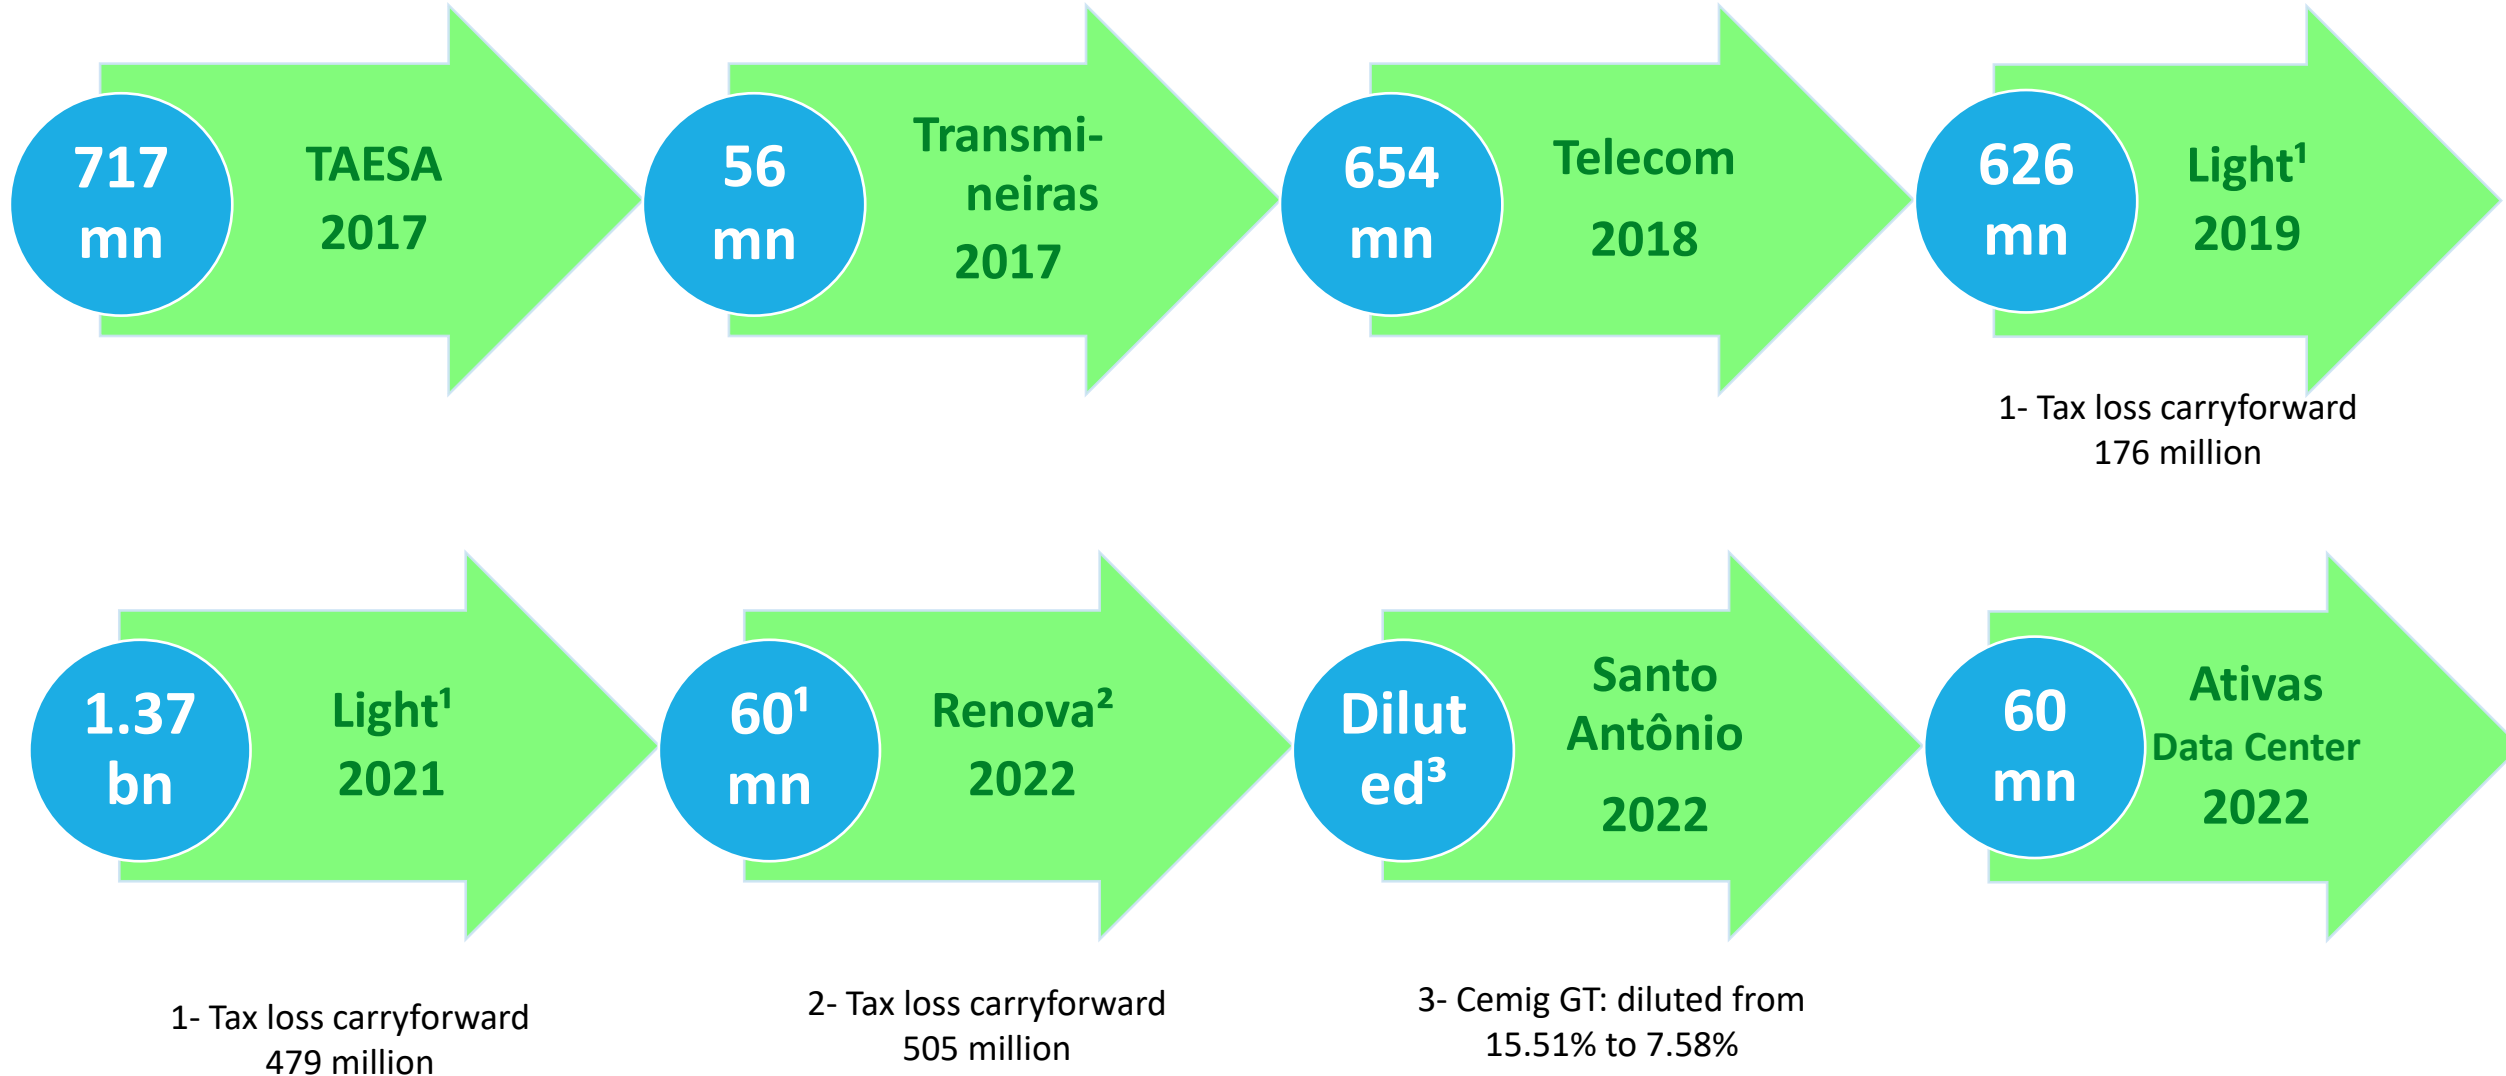 717
mn
TAESA
2017
56
mn
Transmi-
neiras
2017
654
mn
Telecom
2018
626
mn
Light¹
2019
1- Tax loss carryforward
176 million
1.37
bn
Light¹
2021
1- Tax loss carryforward
479 million
60¹
mn
Renova²
2022
2- Tax loss carryforward
505 million
Dilut
ed³
Santo
Antônio
2022
3- Cemig GT: diluted from
15.51% to 7.58%
60
mn
Ativas
Data Center
2022